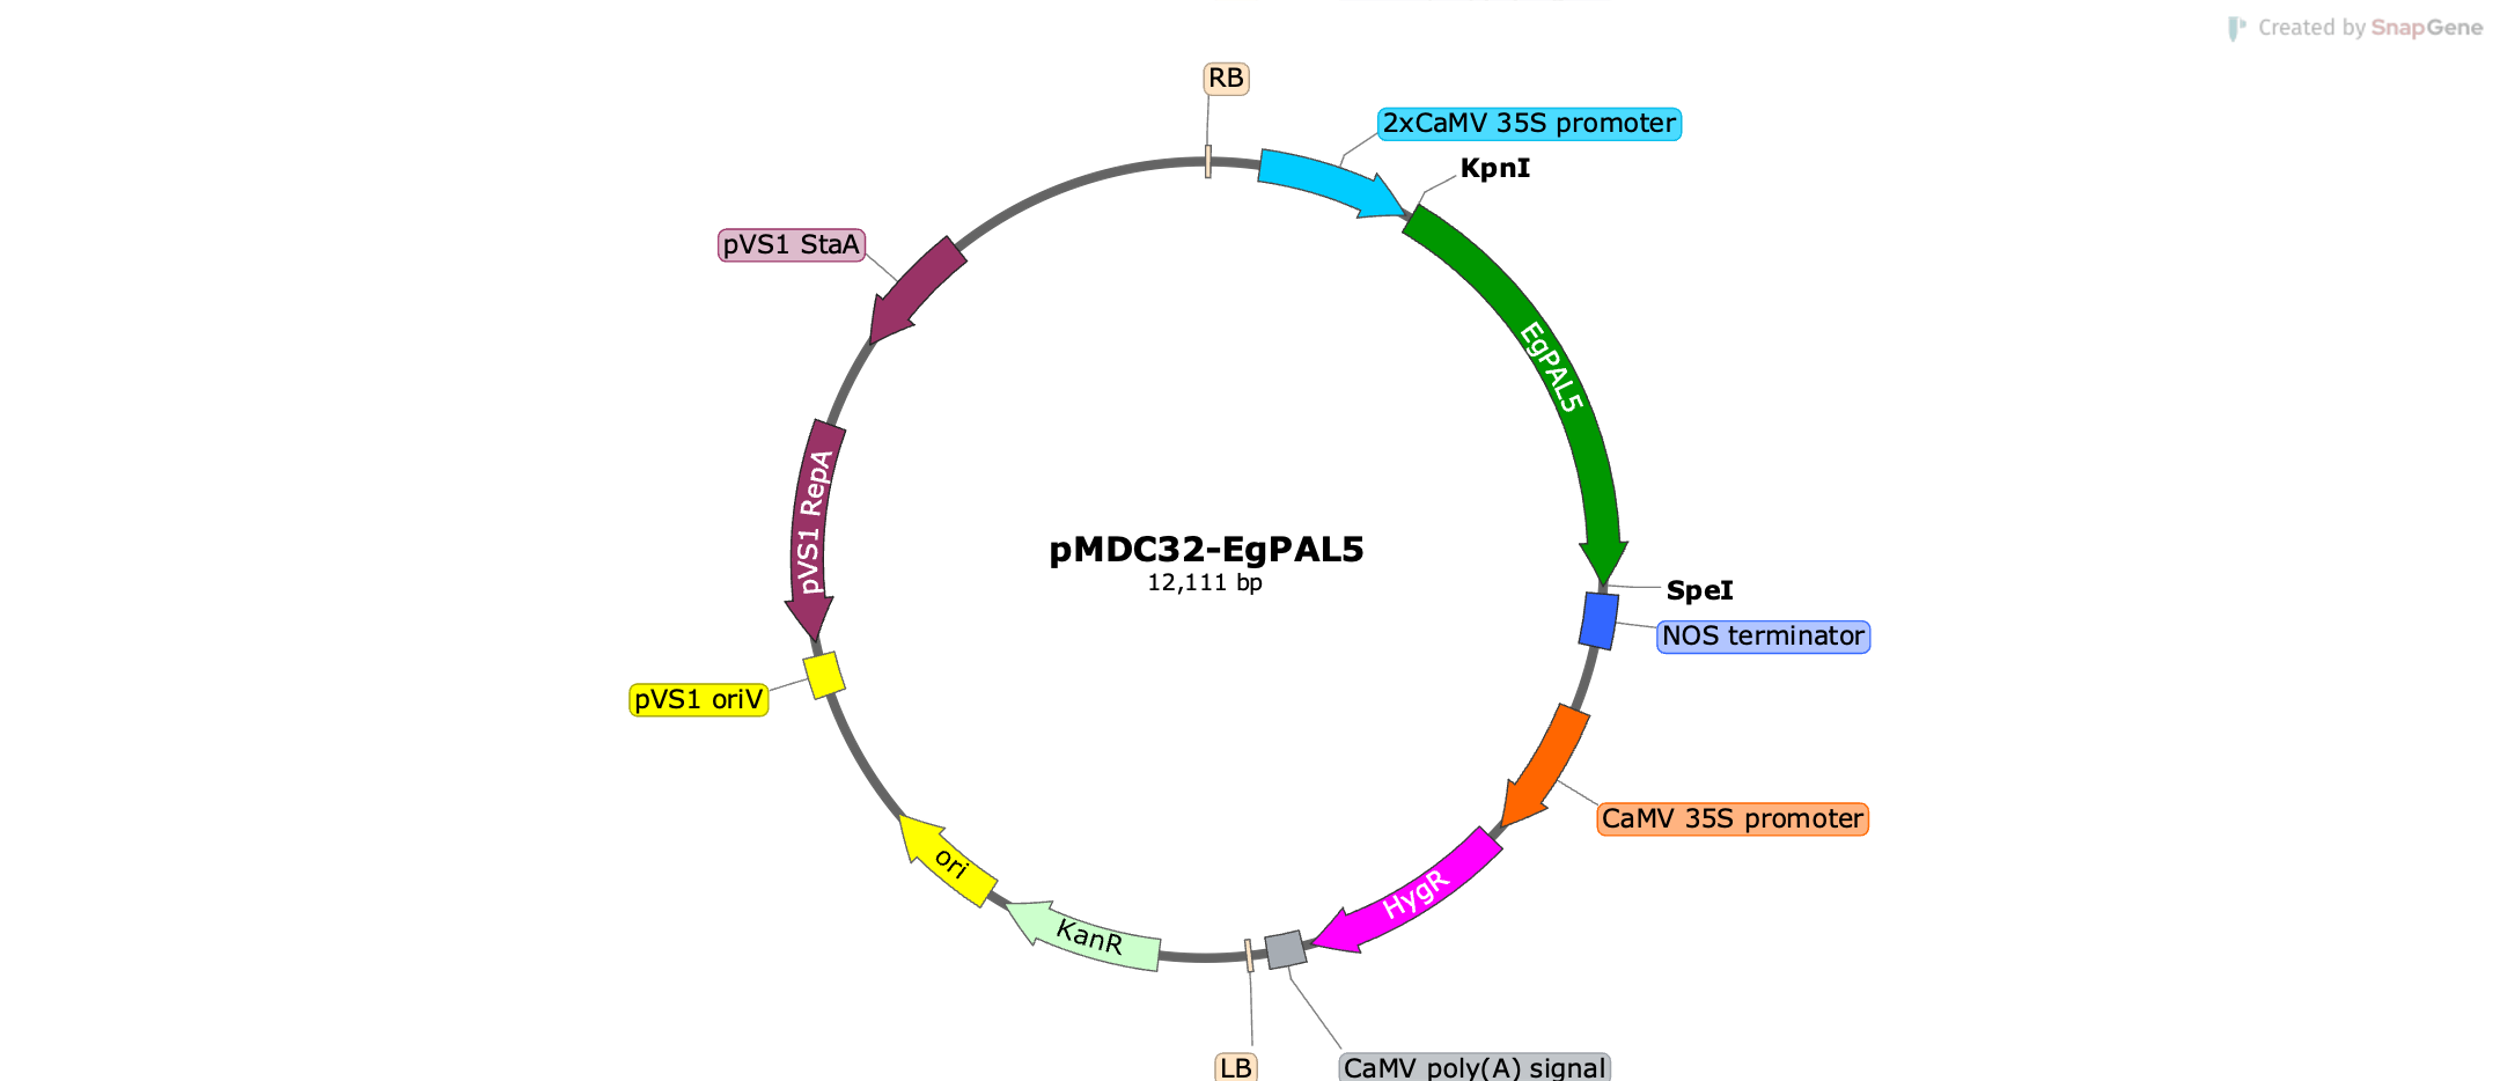 Created by SnapGene
RB
2xCaMV 35S promoter
KpnI
pVS1 StaA
EgPAL5
pVS1 RepA
pMDC32-EgPAL5
12,111 bp
SpeI
NOS terminator
pVS1 oriV
CaMV 35S promoter
ori
HygR
KanR
LB
CaMV poly(A) signal